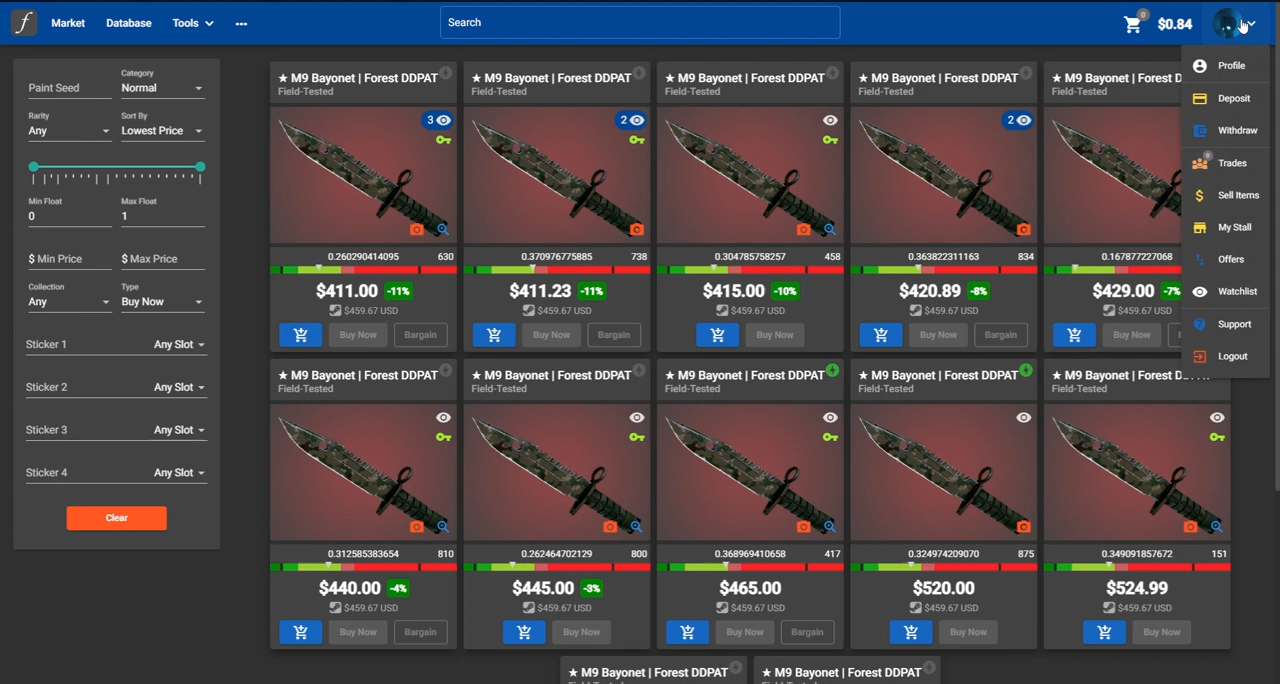 f Market Database Tools ... Search 0 $0.84
Profile
Deposit
Withdraw
0 Trades
Sell Items
My Stall
Offers
Watchlist
Support
Logout
Category
Paint Seed Normal
Rarity Sort By
Any Lowest Price
Min Float Max Float
0 1
$ Min Price $ Max Price
Collection Type
Any Buy Now
Sticker 1 Any Slot
Sticker 2 Any Slot
Sticker 3 Any Slot
Sticker 4 Any Slot
Clear
★ M9 Bayonet | Forest DDPAT
Field-Tested
3
0.260290414095 630
$411.00 -11%
$459.67 USD
Buy Now Bargain
★ M9 Bayonet | Forest DDPAT
Field-Tested
2
0.370976775885 738
$411.23 -11%
$459.67 USD
Buy Now Bargain
★ M9 Bayonet | Forest DDPAT
Field-Tested
0.304785758257 458
$415.00 -10%
$459.67 USD
Buy Now
★ M9 Bayonet | Forest DDPAT
Field-Tested
2
0.363822311163 834
$420.89 -8%
$459.67 USD
Buy Now Bargain
★ M9 Bayonet | Forest
Field-Tested
0.167877227068
$429.00 -7%
$459.67 USD
Buy Now
★ M9 Bayonet | Forest DDPAT
Field-Tested
0.312585383654 810
$440.00 -4%
$459.67 USD
Buy Now Bargain
★ M9 Bayonet | Forest DDPAT
Field-Tested
0.262464702129 800
$445.00 -3%
$459.67 USD
Buy Now
★ M9 Bayonet | Forest DDPAT
Field-Tested
0.368969410658 417
$465.00
$459.67 USD
Buy Now Bargain
★ M9 Bayonet | Forest DDPAT
Field-Tested
0.324974209070 875
$520.00
$459.67 USD
Buy Now
★ M9 Bayonet | Forest DDPAT
Field-Tested
0.349091857672 151
$524.99
$459.67 USD
Buy Now
★ M9 Bayonet | Forest DDPAT
★ M9 Bayonet | Forest DDPAT